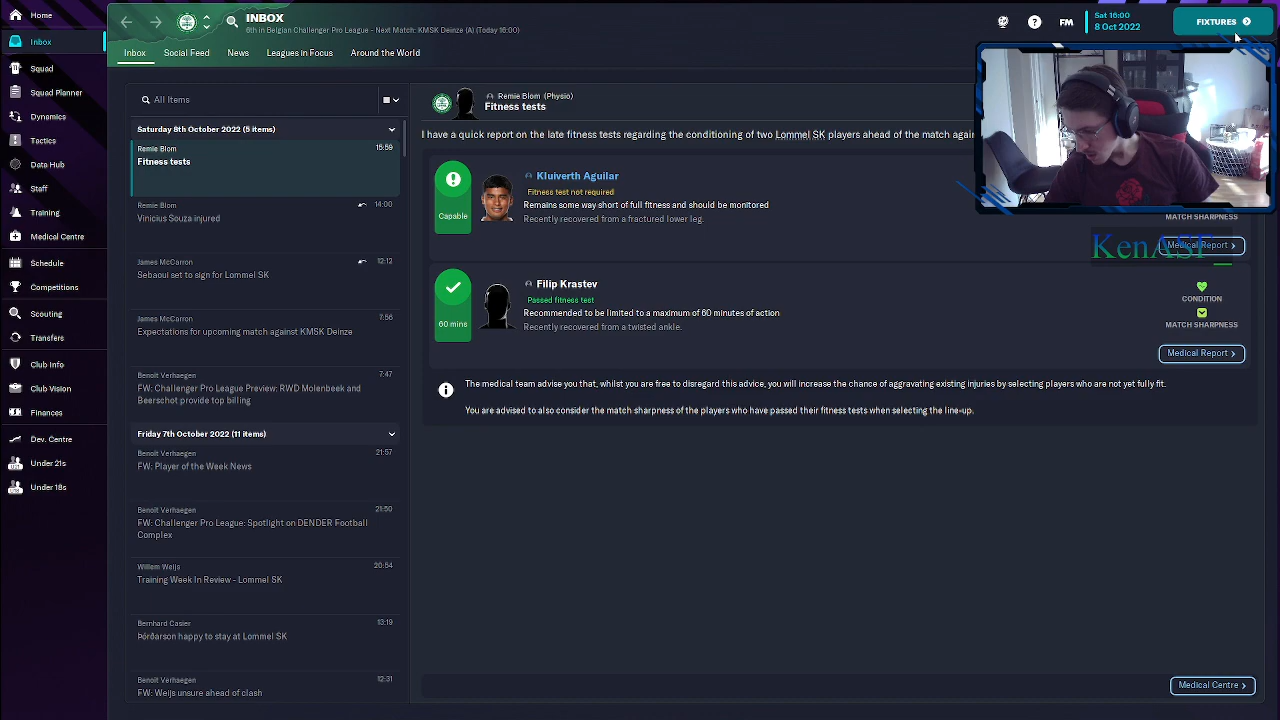 Home
Inbox
Squad
Squad Planner
Dynamics
Tactics
Data Hub
Staff
Training
Medical Centre
Schedule
Competitions
Scouting
Transfers
Club Info
Club Vision
Finances
Dev. Centre
Under 21s
Under 18s
INBOX
6th in Belgian Challenger Pro League - Next Match: KMSK Deinze (A) (Today 16:00)
FM
Sat 16:00
8 Oct 2022
FIXTURES
Inbox
Social Feed
News
Leagues in Focus
Around the World
All Items
Saturday 8th October 2022 (5 items)
Remie Blom
15:59
Fitness tests
Remie Blom
14:00
Vinicius Souza injured
James McCarron
12:12
Sebaoui set to sign for Lommel SK
James McCarron
7:56
Expectations for upcoming match against KMSK Deinze
Benoit Verhaegen
7:47
FW: Challenger Pro League Preview: RWD Molenbeek and
Beerschot provide top billing
Friday 7th October 2022 (11 items)
Benoit Verhaegen
21:57
FW: Player of the Week News
Benoit Verhaegen
21:50
FW: Challenger Pro League: Spotlight on DENDER Football
Complex
Willem Weijs
20:54
Training Week In Review - Lommel SK
Bernhard Casier
13:19
Þórðarson happy to stay at Lommel SK
Benoit Verhaegen
12:31
FW: Weijs unsure ahead of clash
Remie Blom (Physio)
Fitness tests
I have a quick report on the late fitness tests regarding the conditioning of two Lommel SK players ahead of the match again
Capable
Kluiverth Aguilar
Fitness test not required
Remains some way short of full fitness and should be monitored
Recently recovered from a fractured lower leg.
MATCH SHARPNESS
Medical Report
KenASF
60 mins
Filip Krastev
Passed fitness test
Recommended to be limited to a maximum of 60 minutes of action
Recently recovered from a twisted ankle.
CONDITION
MATCH SHARPNESS
Medical Report
The medical team advise you that, whilst you are free to disregard this advice, you will increase the chance of aggravating existing injuries by selecting players who are not yet fully fit.
You are advised to also consider the match sharpness of the players who have passed their fitness tests when selecting the line-up.
Medical Centre